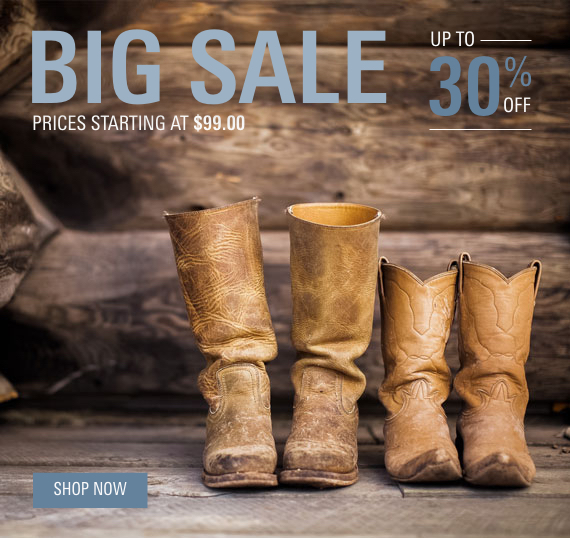 BIG SALE
PRICES STARTING AT $99.00
UP TO
30%
OFF
SHOP NOW